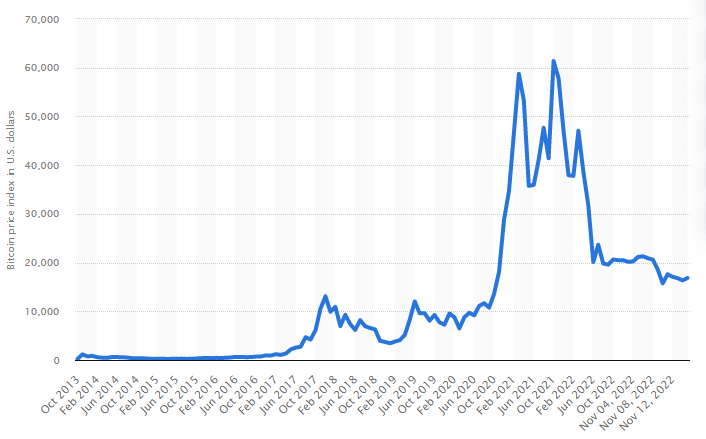 70,000
60,000
50,000
40,000
30,000
20,000
10,000
0
Bitcoin price index in U.S. dollars
Oct 2013
Feb 2014
Jun 2014
Oct 2014
Feb 2015
Jun 2015
Oct 2015
Feb 2016
Jun 2016
Oct 2016
Feb 2017
Jun 2017
Oct 2017
Feb 2018
Jun 2018
Oct 2018
Feb 2019
Jun 2019
Oct 2019
Feb 2020
Jun 2020
Oct 2020
Feb 2021
Jun 2021
Oct 2021
Feb 2022
Jun 2022
Oct 2022
Nov 04, 2022
Nov 08, 2022
Nov 12, 2022